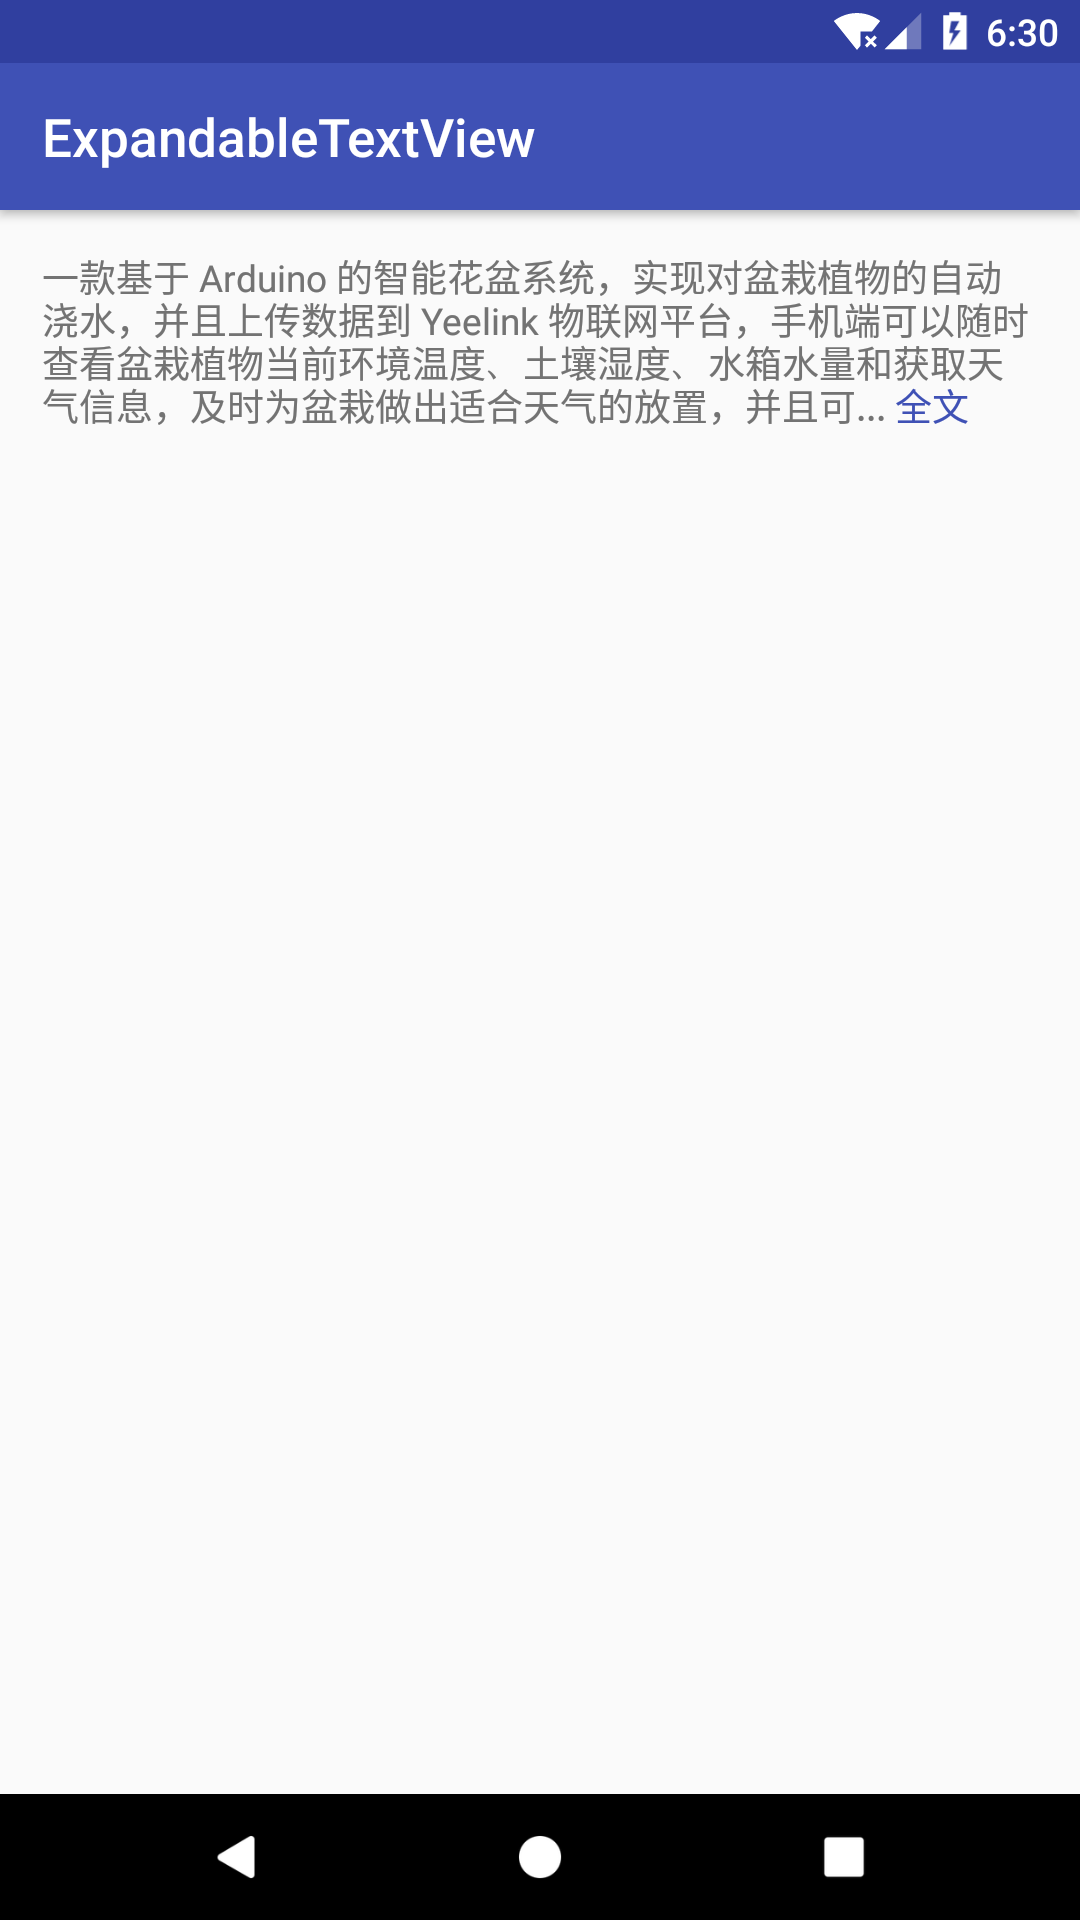 6:30
ExpandableTextView
一款基于 Arduino 的智能花盆系统，实现对盆栽植物的自动
浇水，并且上传数据到 Yeelink 物联网平台，手机端可以随时
查看盆栽植物当前环境温度、土壤湿度、水箱水量和获取天
气信息，及时为盆栽做出适合天气的放置，并且可... 全文